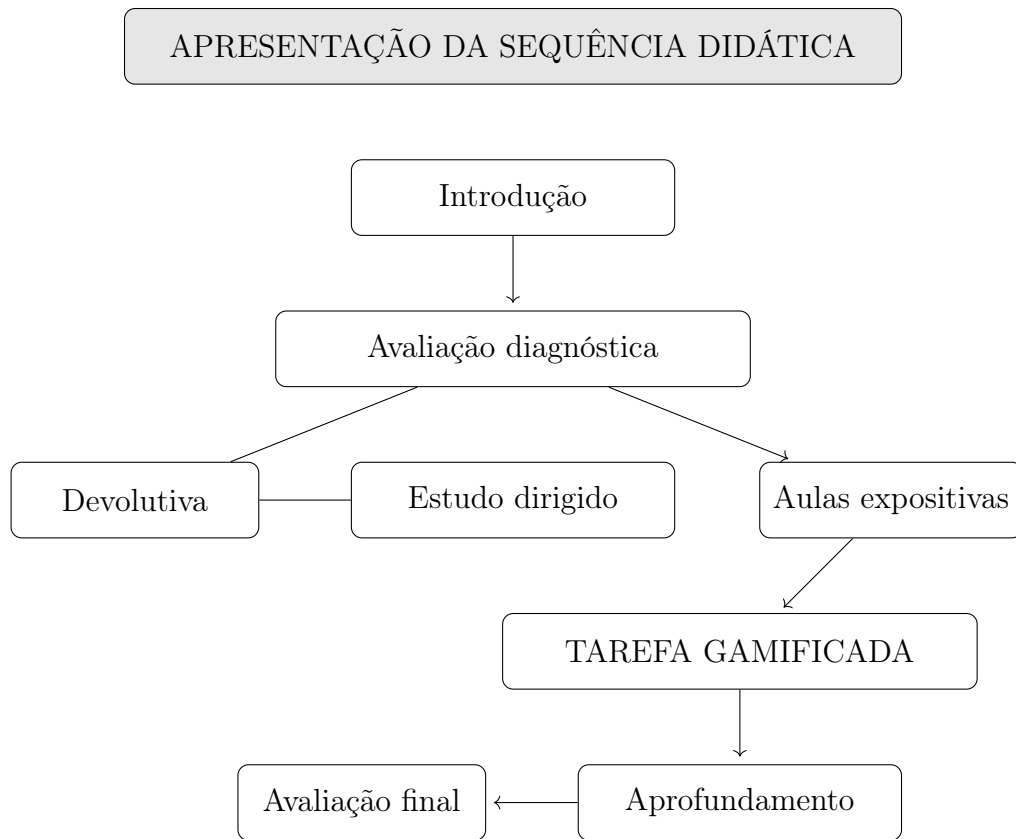 APRESENTAÇÃO DA SEQUÊNCIA DIDÁTICA
Introdução
Avaliação diagnóstica
Devolutiva
Estudo dirigido
Aulas expositivas
TAREFA GAMIFICADA
Avaliação final
Aprofundamento